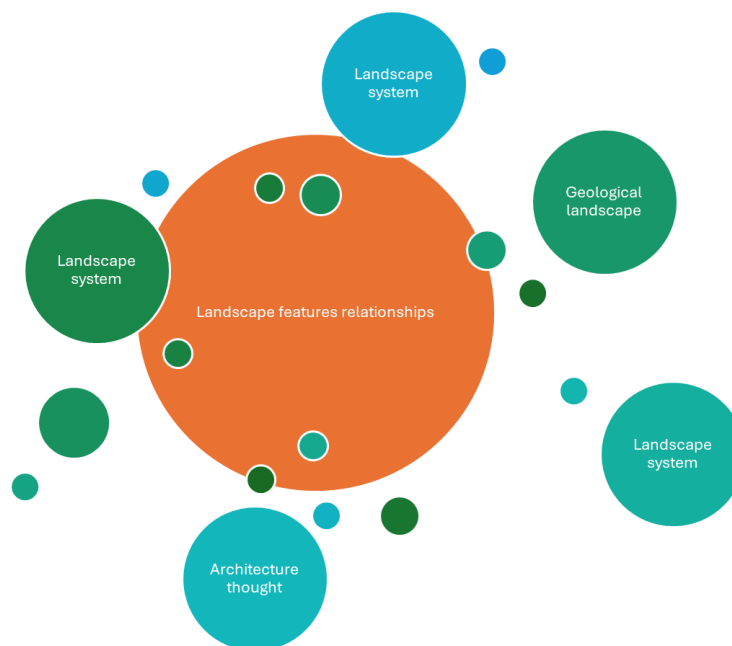 Landscape
system
Geological
landscape
Landscape
system
Landscape features relationships
Landscape
system
Architecture
thought